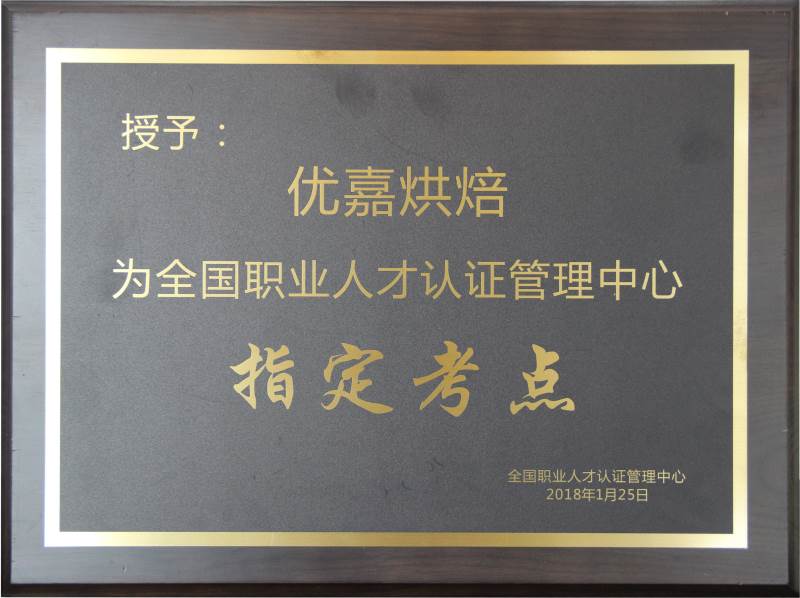 授予：
优嘉烘焙
为全国职业人才认证管理中心
指定考点
全国职业人才认证管理中心
2018年1月25日